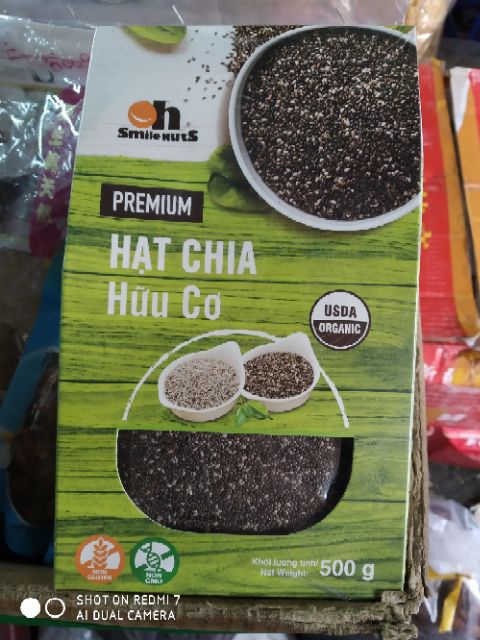 Oh
Smile nuts
PREMIUM
HẠT CHIA
Hữu Cơ
USDA
ORGANIC
NON
GLUTEN
NON
GMO
Khối lượng tịnh/
Net Weight: 500 g
SHOT ON REDMI 7
AI DUAL CAMERA